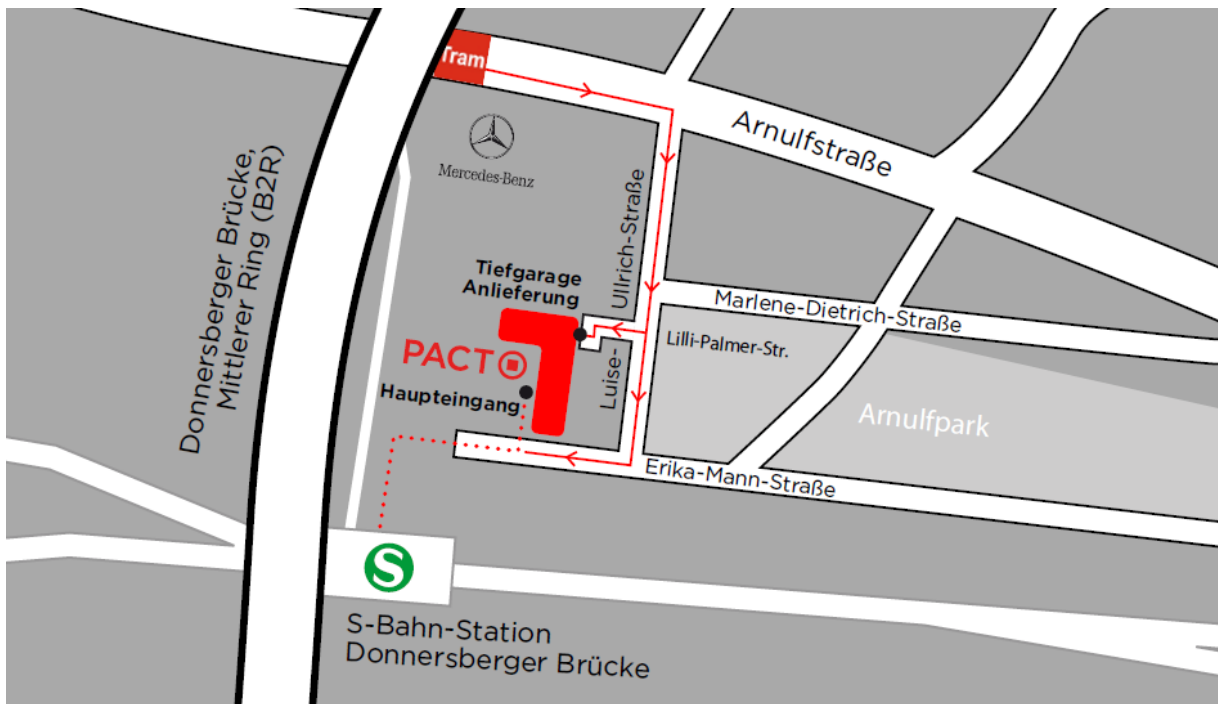 Tram
Arnulfstraße
Mercedes-Benz
Donnersberger Brücke,
Mittlerer Ring (B2R)
Luise-
Ullrich-Straße
Tiefgarage
Anlieferung
Marlene-Dietrich-Straße
Lilli-Palmer-Str.
PACT
Haupteingang
Arnulfpark
Erika-Mann-Straße
S
S-Bahn-Station
Donnersberger Brücke